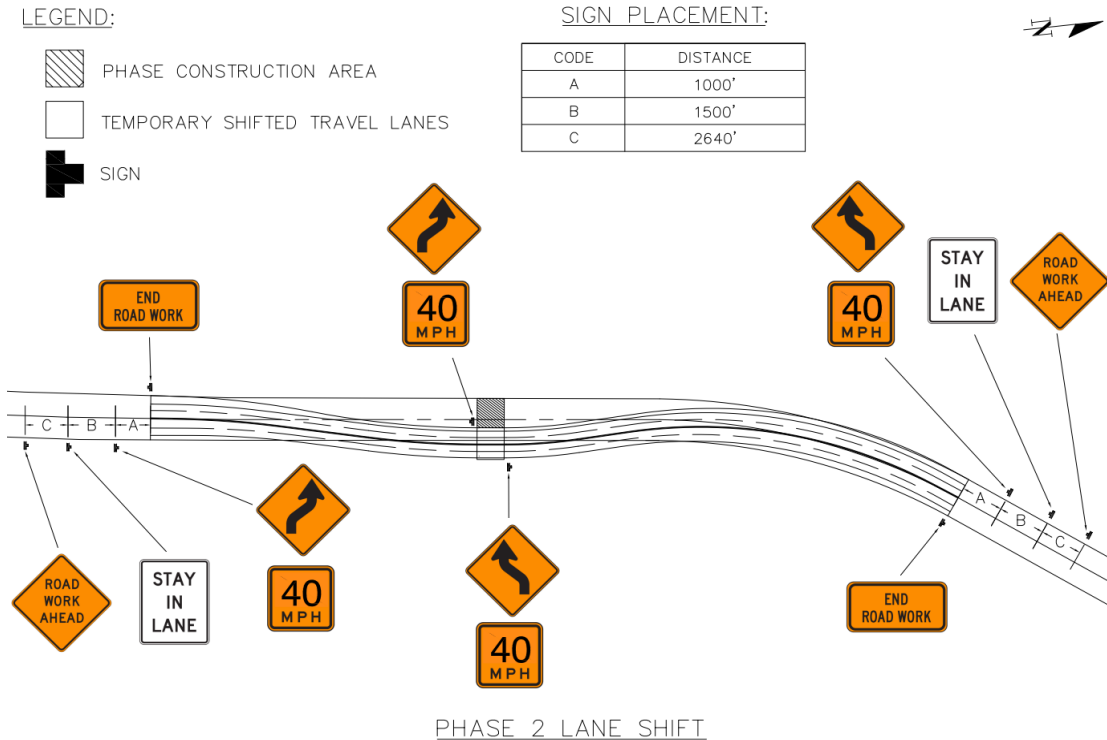 LEGEND:
PHASE CONSTRUCTION AREA
TEMPORARY SHIFTED TRAVEL LANES
SIGN
SIGN PLACEMENT:
CODE DISTANCE
A 1000'
B 1500'
C 2640'
N
END
ROAD WORK
40
MPH
40
MPH
STAY
IN
LANE
ROAD
WORK
AHEAD
C B A
A B C
ROAD
WORK
AHEAD
STAY
IN
LANE
40
MPH
40
MPH
END
ROAD WORK
PHASE 2 LANE SHIFT